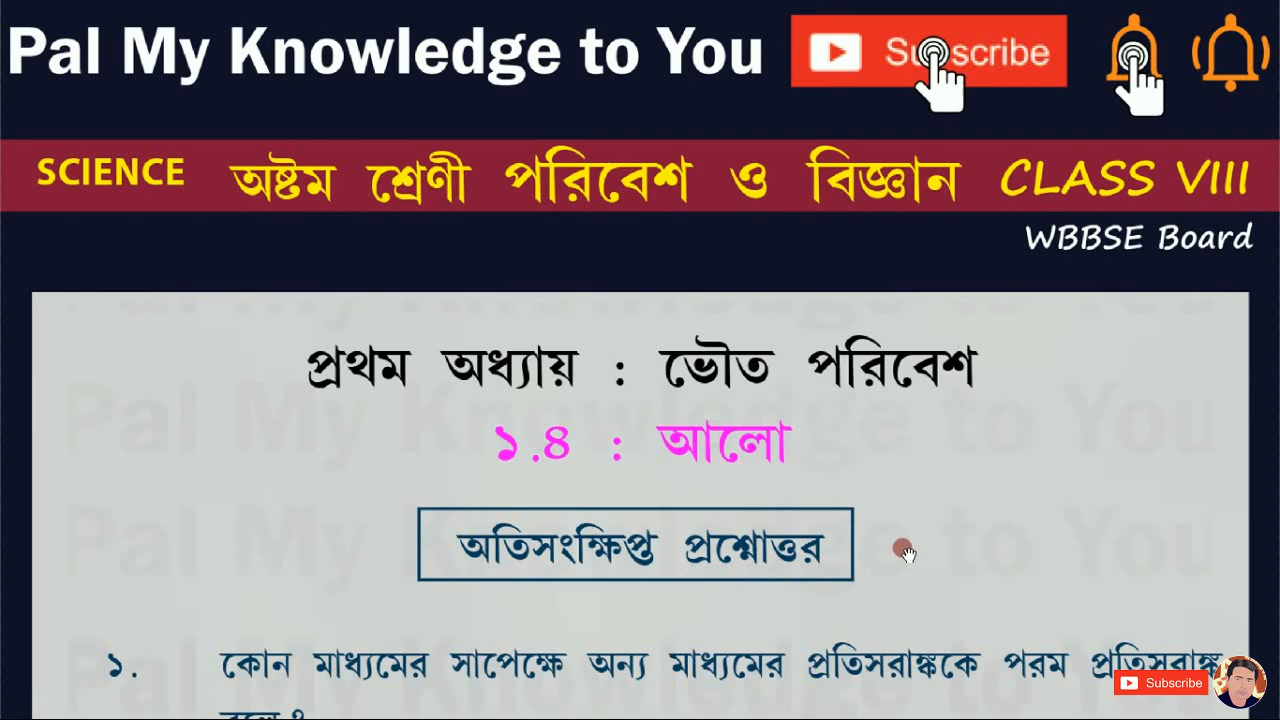 Pal My Knowledge to You Subscribe
SCIENCE অষ্টম শ্রেণী পরিবেশ ও বিজ্ঞান CLASS VIII
WBBSE Board
প্রথম অধ্যায় : ভৌত পরিবেশ
১.৪ : আলো
অতিসংক্ষিপ্ত প্রশ্নোত্তর
১. কোন মাধ্যমের সাপেক্ষে অন্য মাধ্যমের প্রতিসরাঙ্ককে পরম প্রতিসরাঙ্ক
Subscribe